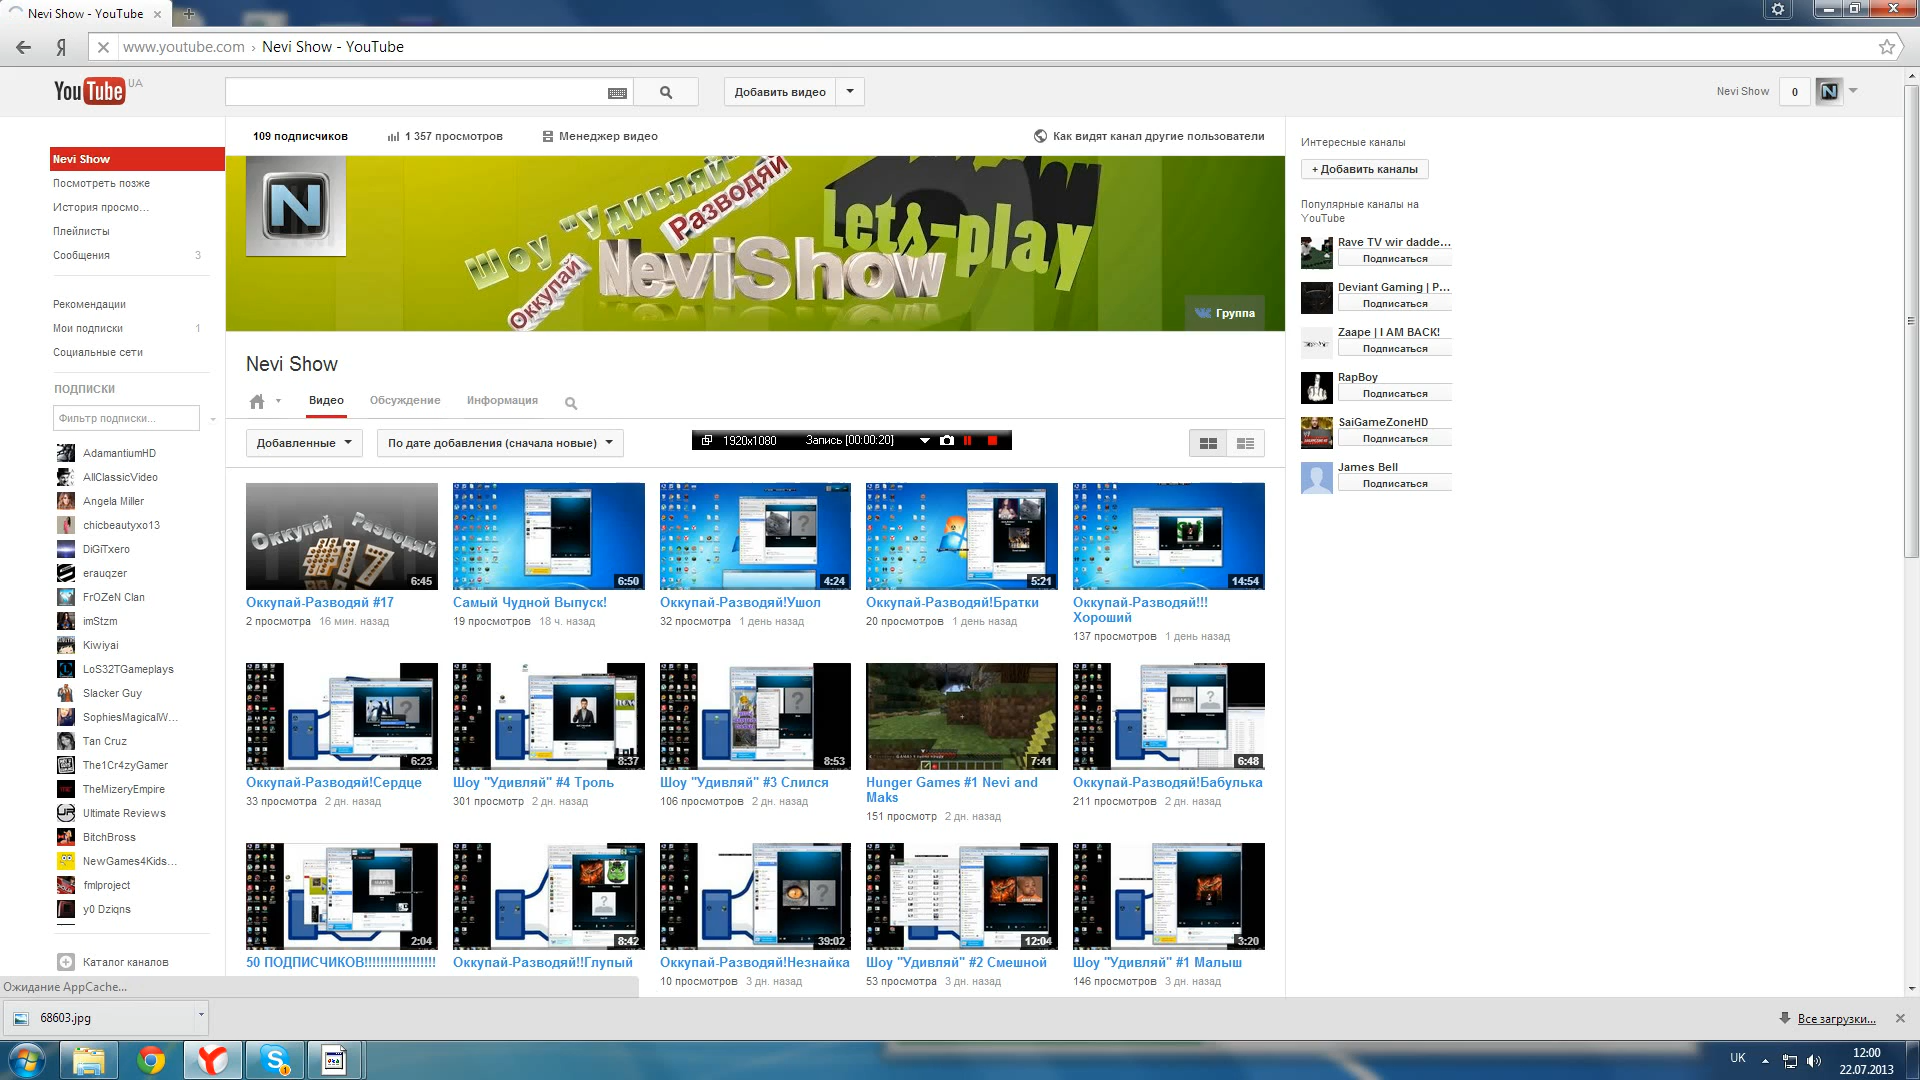 Nevi Show - YouTube
Я
www.youtube.com › Nevi Show - YouTube
YouTube UA
Добавить видео
Nevi Show
0
109 подписчиков
1 357 просмотров
Менеджер видео
Как видят канал другие пользователи
Nevi Show
Посмотреть позже
История просмо...
Плейлисты
Сообщения 3
Рекомендации
Мои подписки 1
Социальные сети
ПОДПИСКИ
Фильтр подписки...
AdamantiumHD
AllClassicVideo
Angela Miller
chicbeautyxo13
DiGiTxero
erauqzer
FrOZeN Clan
imStzm
Kiwiyai
LoS32TGameplays
Slacker Guy
SophiesMagicalW...
Tan Cruz
The1Cr4zyGamer
TheMizeryEmpire
Ultimate Reviews
BitchBross
NewGames4Kids...
fmlproject
y0 Dziqns
Каталог каналов
N
Шоу "Удивляй"
Разводяй
Оккупай
NeviShow
Lets-play
Группа
Nevi Show
Видео
Обсуждение
Информация
Добавленные
По дате добавления (сначала новые)
1920x1080 Запись [00:00:20]
Оккупай Разводяй
#17
6:45
Оккупай-Разводяй #17
2 просмотра 16 мин. назад
6:50
Самый Чудной Выпуск!
19 просмотров 18 ч. назад
4:24
Оккупай-Разводяй!Ушол
32 просмотра 1 день назад
5:21
Оккупай-Разводяй!Братки
20 просмотров 1 день назад
14:54
Оккупай-Разводяй!!!
Хороший
137 просмотров 1 день назад
6:23
Оккупай-Разводяй!Сердце
33 просмотра 2 дн. назад
8:37
Шоу "Удивляй" #4 Троль
301 просмотр 2 дн. назад
8:53
Шоу "Удивляй" #3 Спился
106 просмотров 2 дн. назад
7:41
Hunger Games #1 Nevi and
Maks
151 просмотр 2 дн. назад
6:48
Оккупай-Разводяй!Бабулька
211 просмотров 2 дн. назад
2:04
50 ПОДПИСЧИКОВ!!!!!!!!!!!!!!!!!!
8:42
Оккупай-Разводяй!!Глупый
39:02
Оккупай-Разводяй!Незнайка
10 просмотров 3 дн. назад
12:04
Шоу "Удивляй" #2 Смешной
53 просмотра 3 дн. назад
3:20
Шоу "Удивляй" #1 Малыш
146 просмотров 3 дн. назад
Интересные каналы
+ Добавить каналы
Популярные каналы на
YouTube
Rave TV wir dadde...
Подписаться
Deviant Gaming | P...
Подписаться
Zaape | I AM BACK!
Подписаться
RapBoy
Подписаться
SaiGameZoneHD
Подписаться
James Bell
Подписаться
Ожидание AppCache...
68603.jpg
Все загрузки...
UK
12:00
22.07.2013